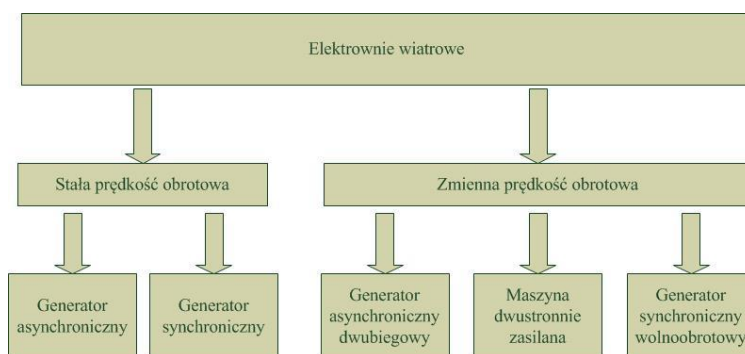 Elektrownie wiatrowe
Stała prędkość obrotowa
Zmienna prędkość obrotowa
Generator
asynchroniczny
Generator
synchroniczny
Generator
asynchroniczny
dwubiegowy
Maszyna
dwustronnie
zasilana
Generator
synchroniczny
wolnoobrotowy